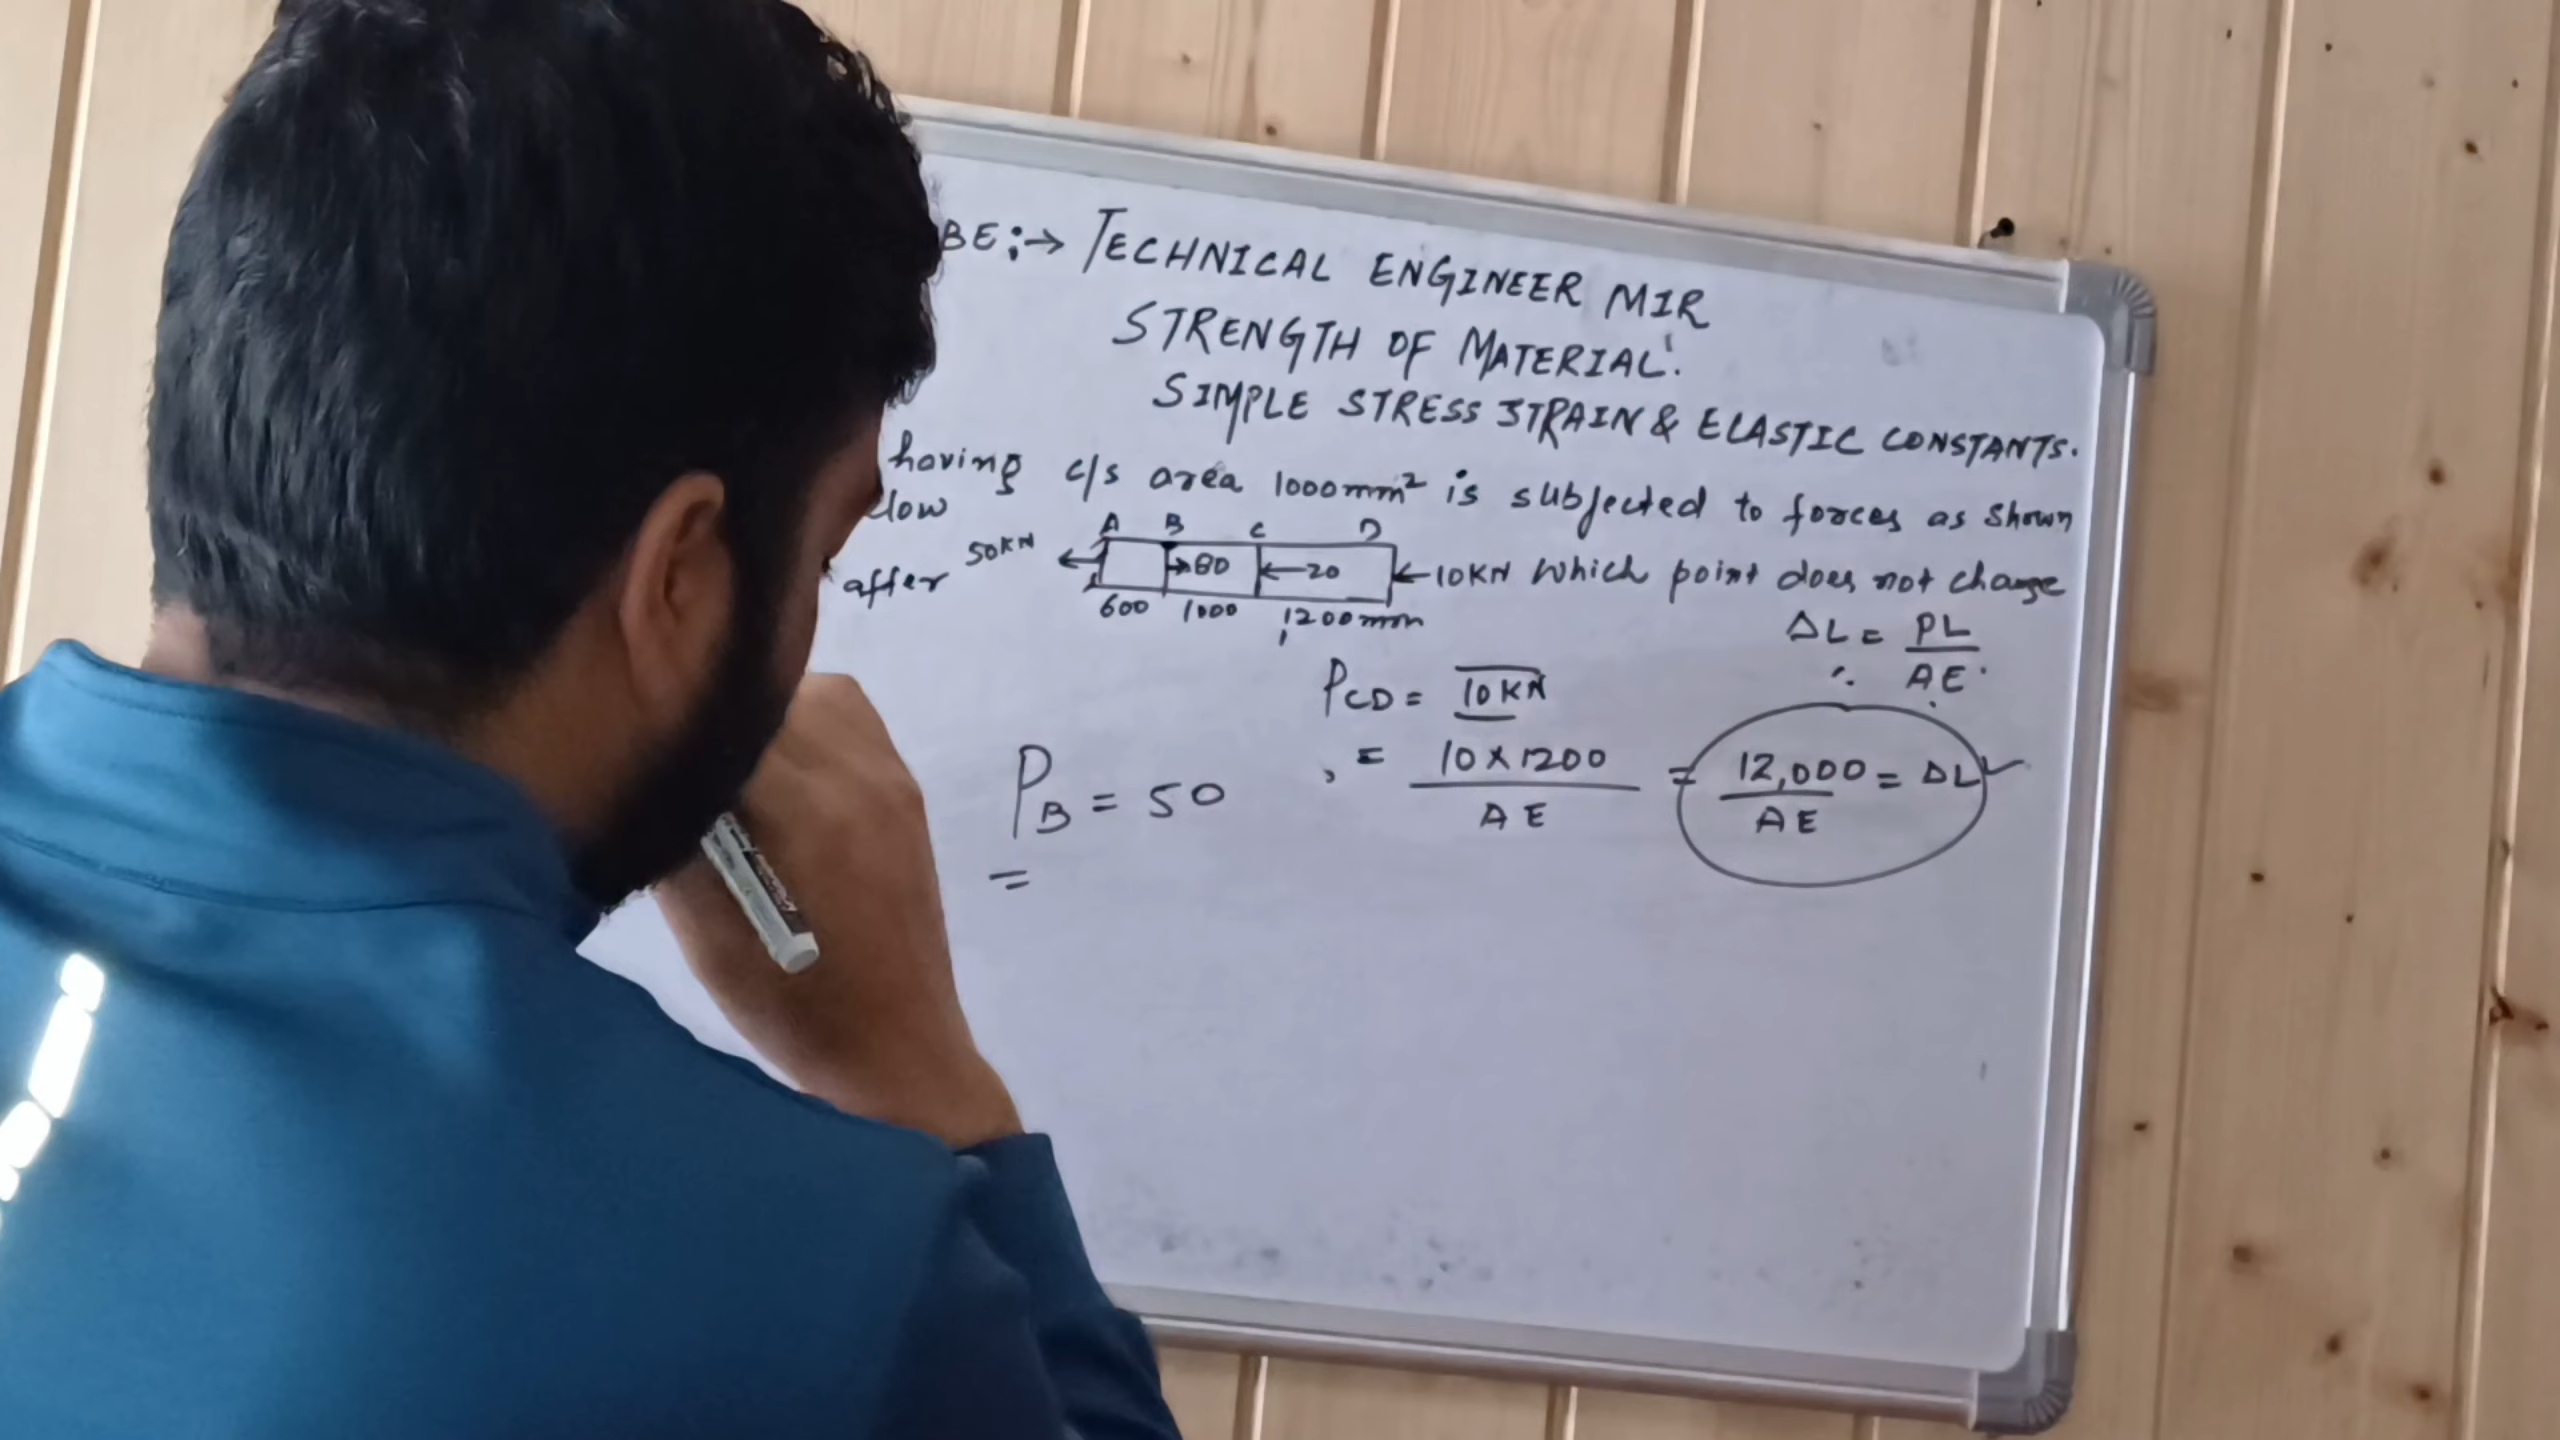 BE:→ TECHNICAL ENGINEER MIR
STRENGTH OF MATERIAL.
SIMPLE STRESS STRAIN & ELASTIC CONSTANTS.
having c/s area 1000mm² is subjected to forces as shown
low
A B C D
after 50KN ← →80 ←20 ←10KN which point does not change
600 1000 1200mm
ΔL = PL/AE
P_CD = 10KN
= 10×1200/AE = 12,000/AE = ΔL ✓
P_B = 50
=